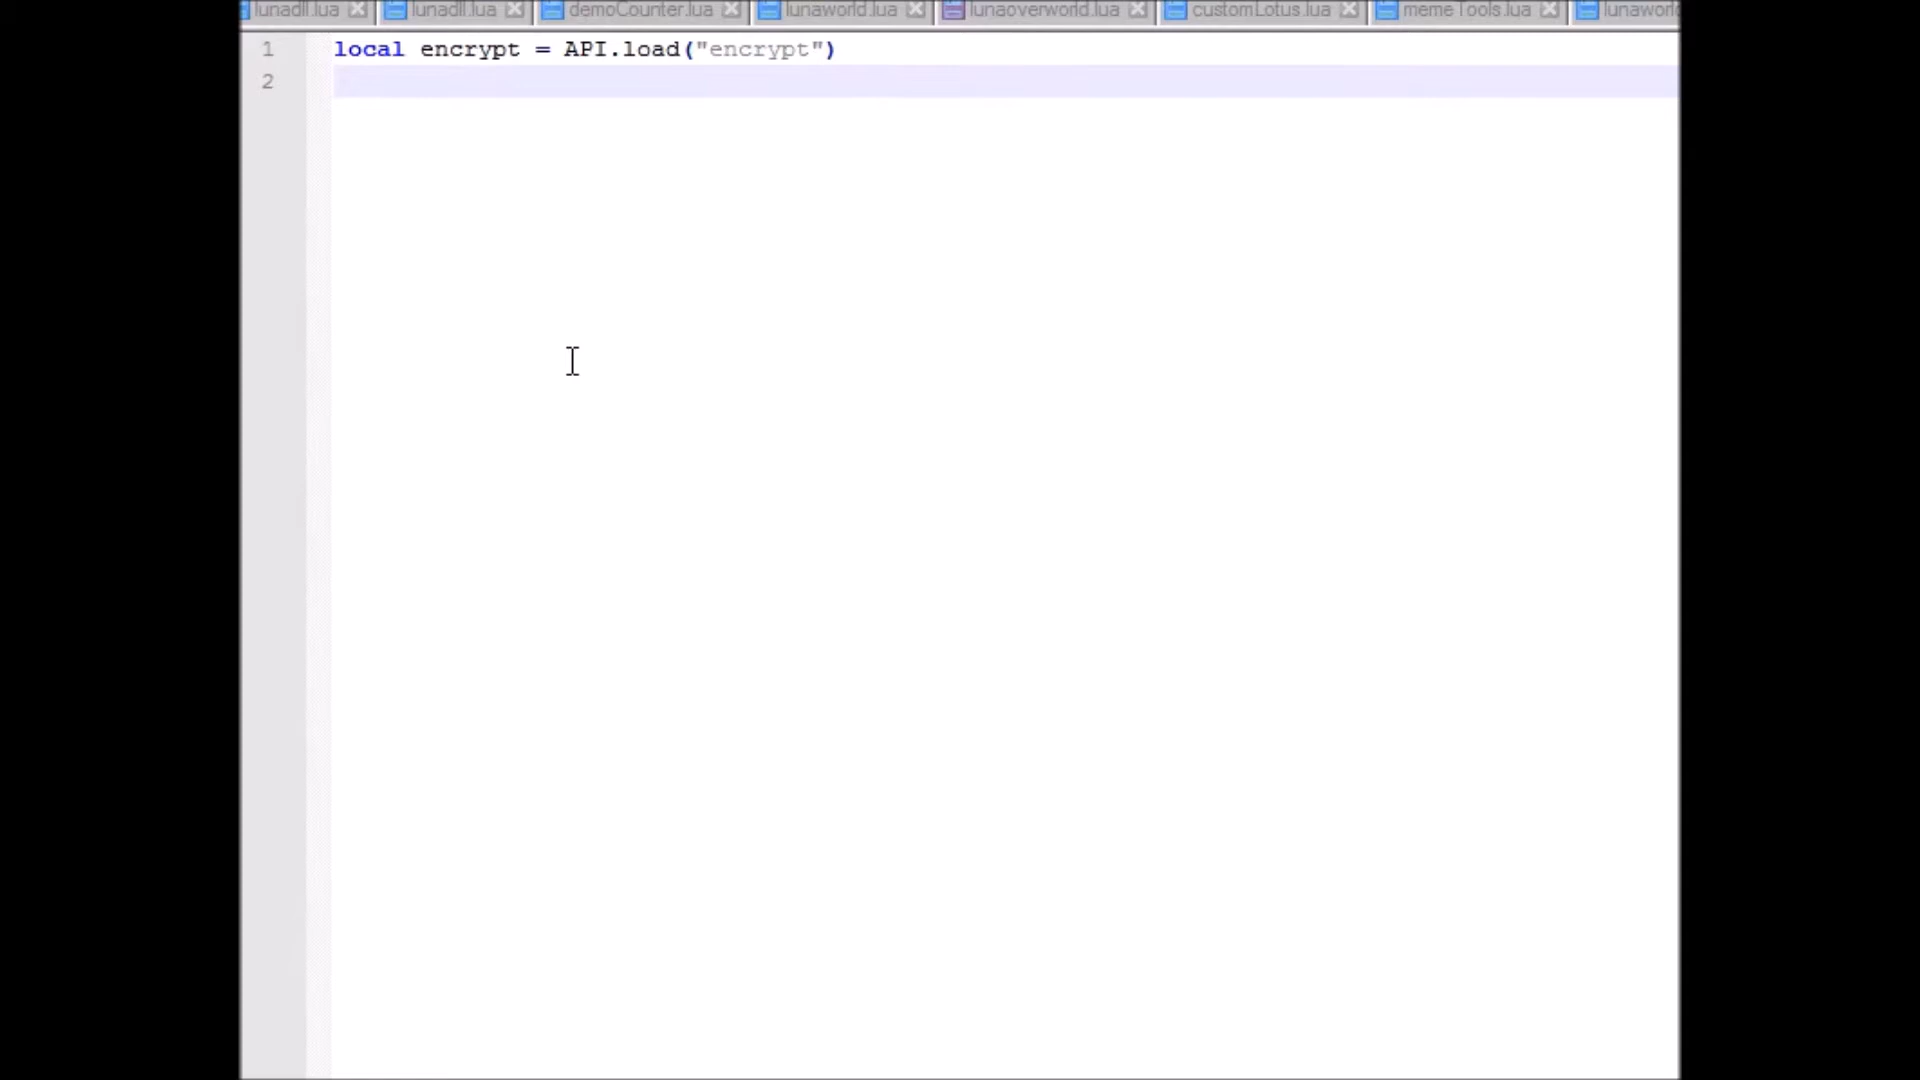 lunadll.lua lunadll.lua demoCounter.lua lunaworld.lua lunaoverworld.lua customLotus.lua memeTools.lua lunaworl
1 local encrypt = API.load("encrypt")
2